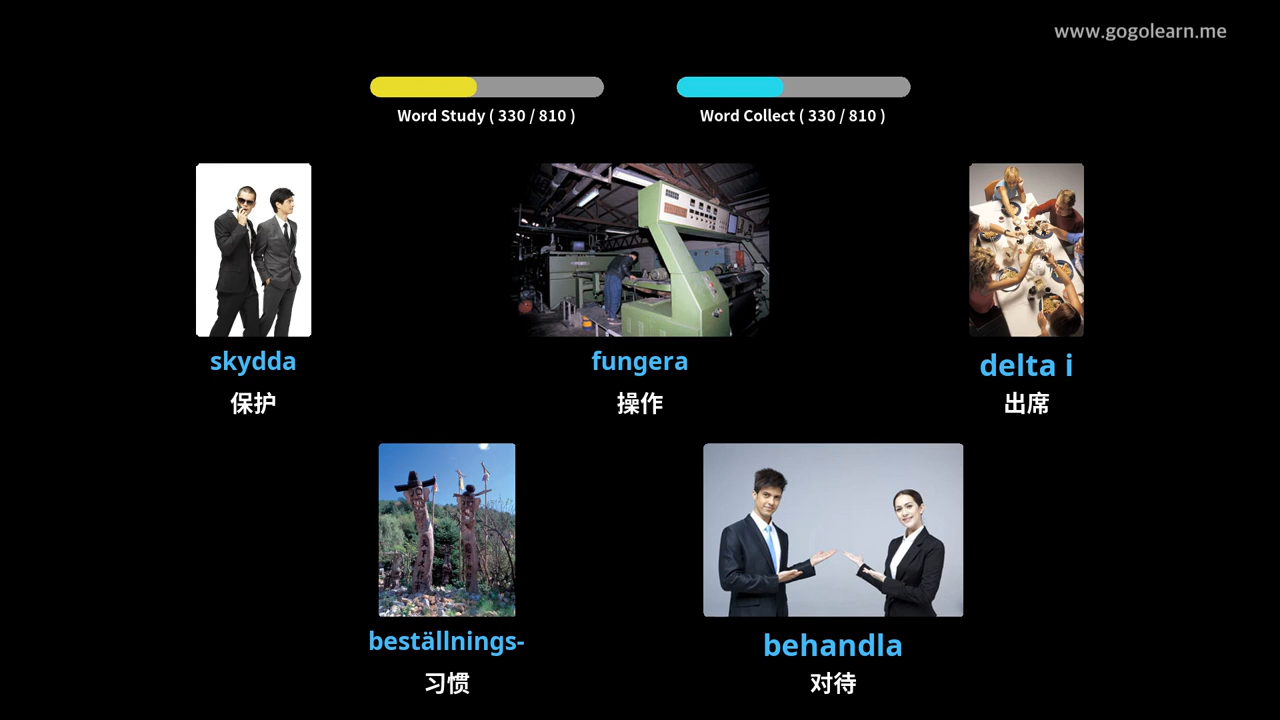 www.gogolearn.me
Word Study ( 330 / 810 )
Word Collect ( 330 / 810 )
skydda
保护
fungera
操作
delta i
出席
beställnings-
习惯
behandla
对待